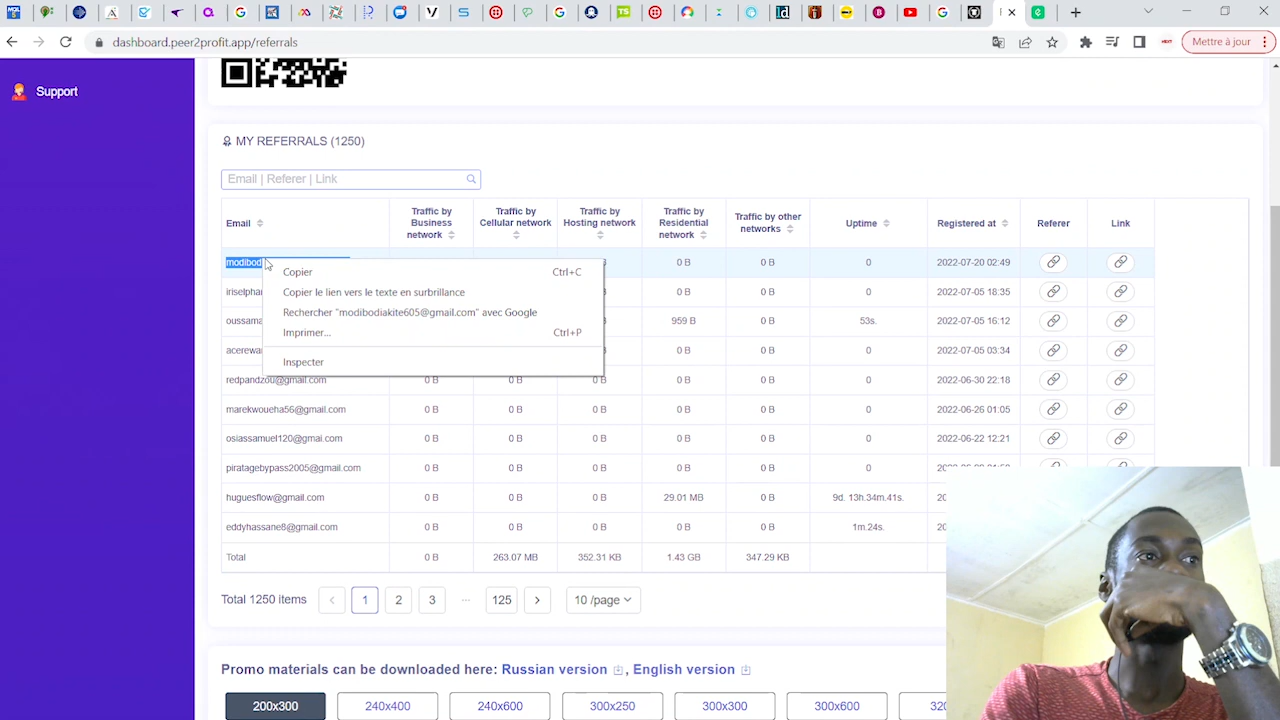 dashboard.peer2profit.app/referrals
Mettre à jour
Support
MY REFERRALS (1250)
Email | Referer | Link
Email
Traffic by Business network
Traffic by Cellular network
Traffic by Hosting network
Traffic by Residential network
Traffic by other networks
Uptime
Registered at
Referer
Link
modibod 0 B 0 B 0 2022-07-20 02:49
Copier Ctrl+C
Copier le lien vers le texte en surbrillance
Rechercher "modibodiakite605@gmail.com" avec Google
Imprimer... Ctrl+P
Inspecter
iriselphan 0 B 0 B 0 2022-07-05 18:35
oussama 959 B 0 B 53s. 2022-07-05 16:12
acerewar 0 B 0 B 0 2022-07-05 03:34
redpandzou@gmail.com 0 B 0 B 0 B 0 B 0 B 0 2022-06-30 22:18
marekwoueha56@gmail.com 0 B 0 B 0 B 0 B 0 B 0 2022-06-26 01:05
osiassamuel120@gmai.com 0 B 0 B 0 B 0 B 0 B 0 2022-06-22 12:21
piratagebypass2005@gmail.com 0 B 0 B 0 B 0 B 0 B 0
huguesflow@gmail.com 0 B 0 B 0 B 29.01 MB 0 B 9d. 13h.34m.41s. 20
eddyhassane8@gmail.com 0 B 0 B 0 B 0 B 0 B 1m.24s. 20
Total 0 B 263.07 MB 352.31 KB 1.43 GB 347.29 KB
Total 1250 items 1 2 3 ... 125 10 /page
Promo materials can be downloaded here: Russian version , English version
200x300 240x400 240x600 300x250 300x300 300x600 320